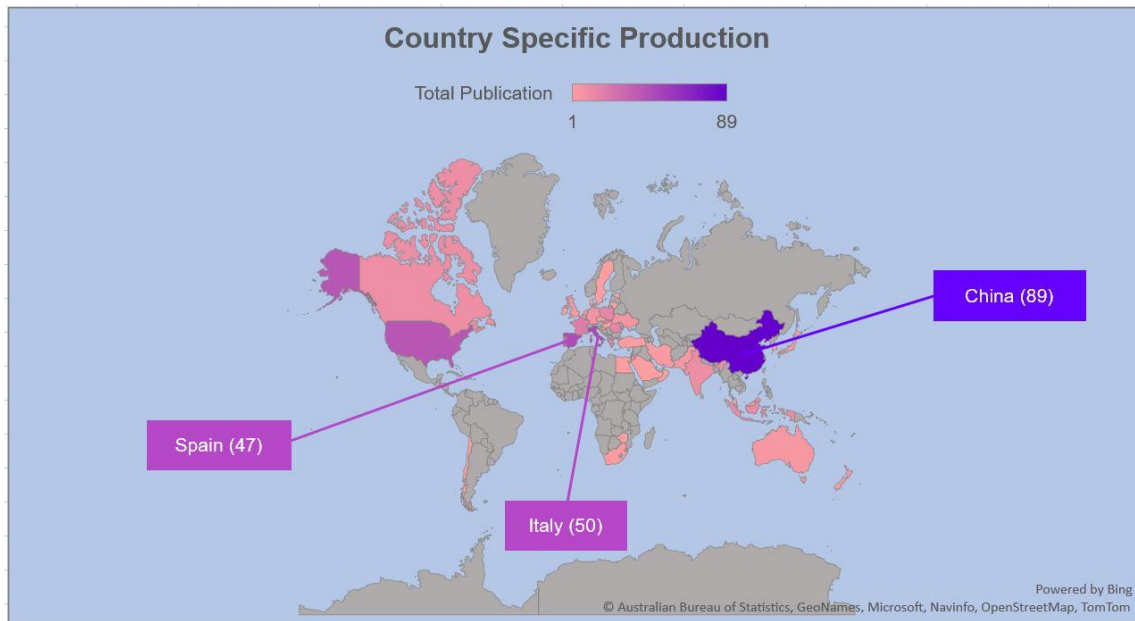 Country Specific Production
Total Publication
1 89
China (89)
Spain (47)
Italy (50)
Powered by Bing
© Australian Bureau of Statistics, GeoNames, Microsoft, Navinfo, OpenStreetMap, TomTom